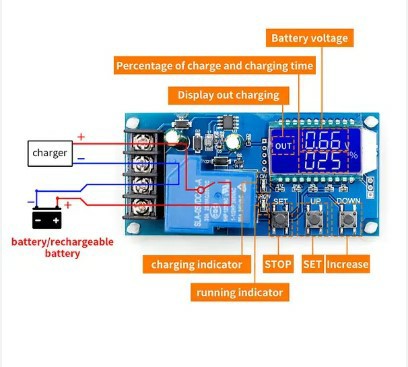 Battery voltage
Percentage of charge and charging time
Display out charging
OUT
0.66
V
025
%
charger
+
−
−
+
battery/rechargeable
battery
SET
UP
DOWN
charging indicator
STOP
SET
Increase
running indicator